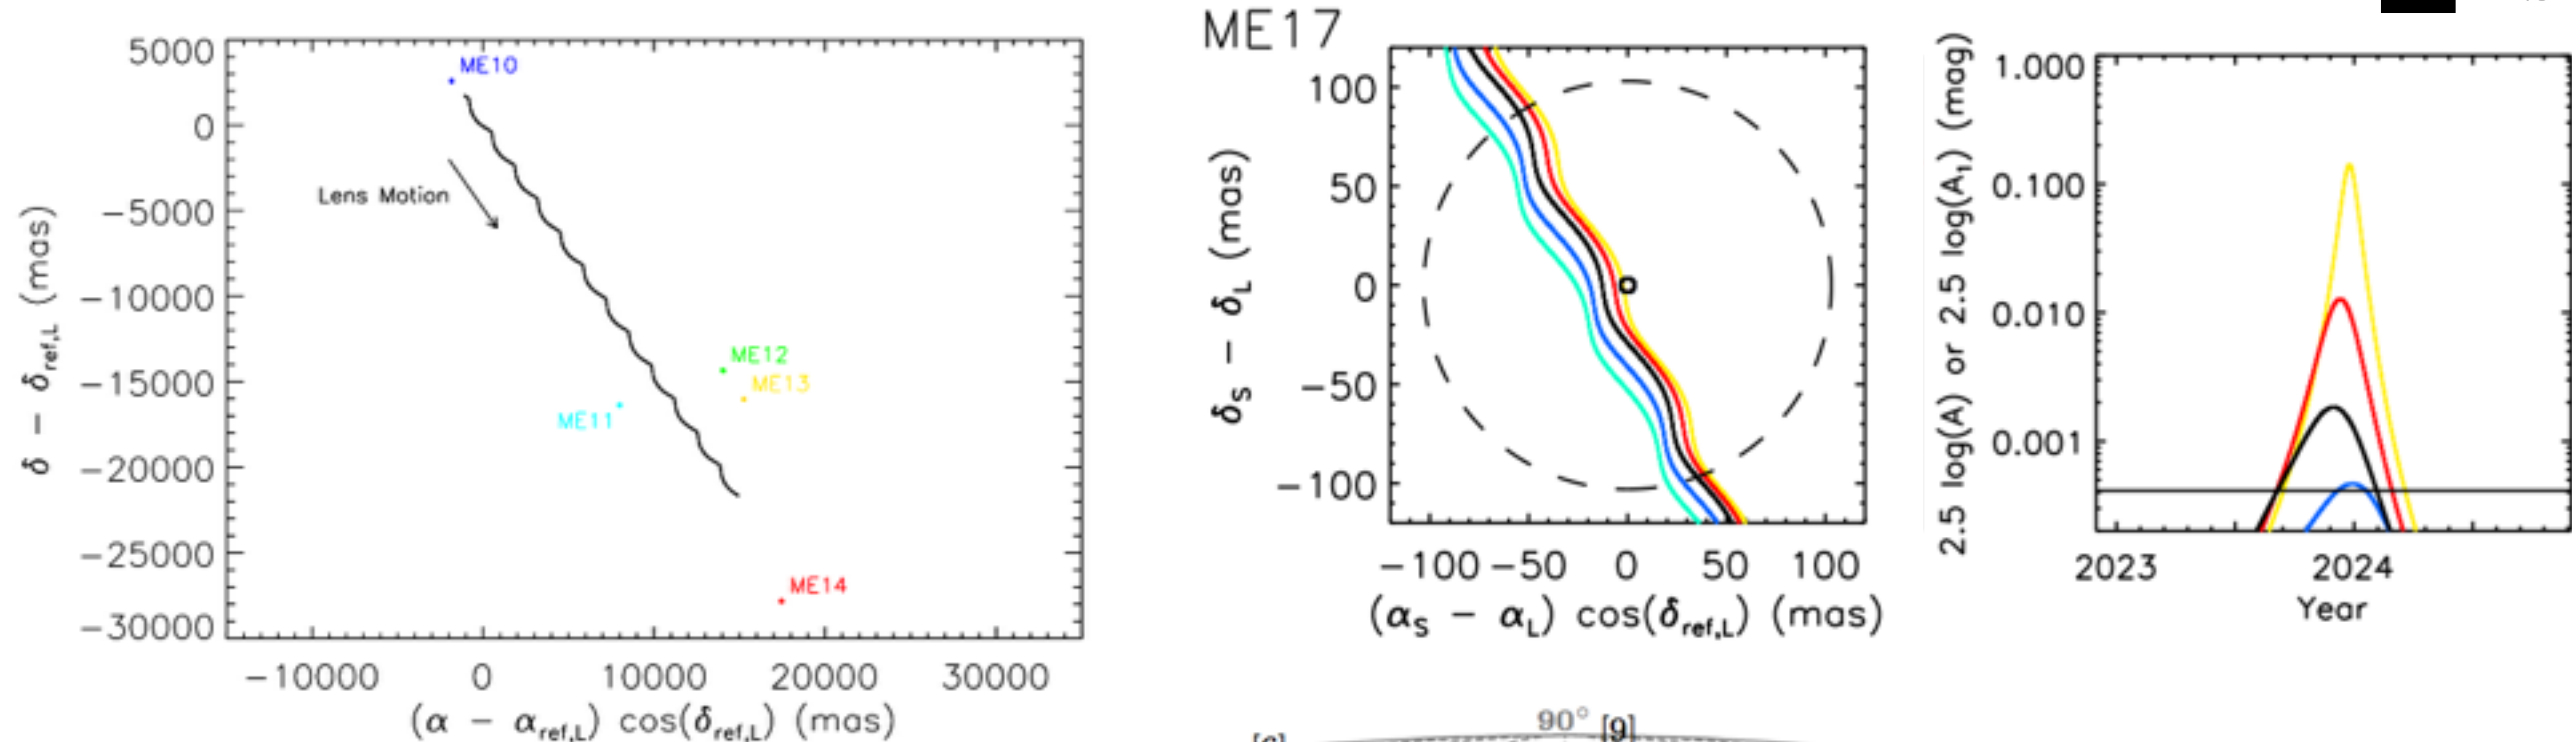 5000
0
−5000
−10000
−15000
−20000
−25000
−30000
δ − δref,L (mas)
ME10
Lens Motion
ME12
ME13
ME11
ME14
−10000 0 10000 20000 30000
(α − αref,L) cos(δref,L) (mas)
ME17
100
50
0
−50
−100
δS − δL (mas)
−100 −50 0 50 100
(αS − αL) cos(δref,L) (mas)
2.5 log(A) or 2.5 log(A1) (mag)
1.000
0.100
0.010
0.001
2023 2024
Year
90° [9]